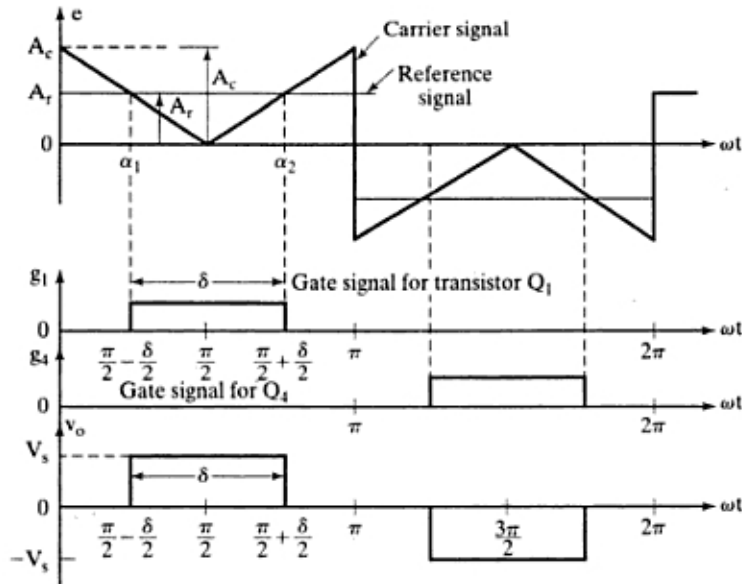 e
A_c
Carrier signal
A_c
Reference signal
A_r
A_r
0
α_1
α_2
ωt
g_1
δ
Gate signal for transistor Q_1
0
π/2 − δ/2
π/2
π/2 + δ/2
π
2π
ωt
g_4
Gate signal for Q_4
0
π
2π
ωt
v_o
V_s
δ
0
π/2 − δ/2
π/2
π/2 + δ/2
π
3π/2
2π
ωt
−V_s